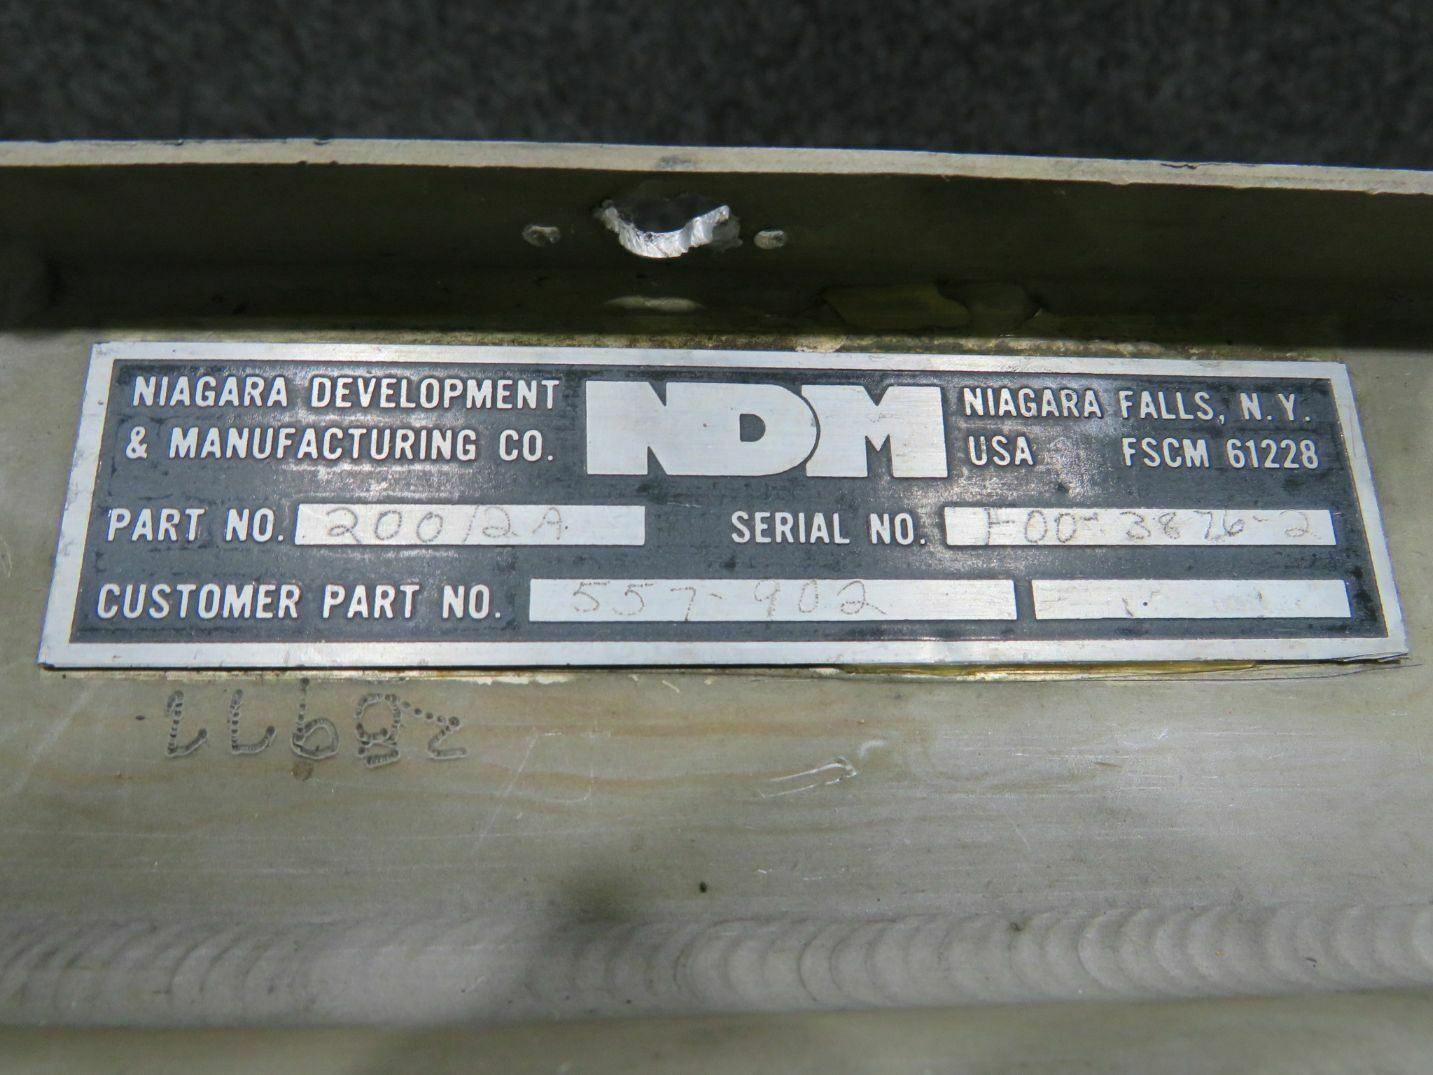 NIAGARA DEVELOPMENT
& MANUFACTURING CO.
NDM
NIAGARA FALLS, N.Y.
USA FSCM 61228
PART NO. 20012A
SERIAL NO. F00-3876-2
CUSTOMER PART NO. 557-902